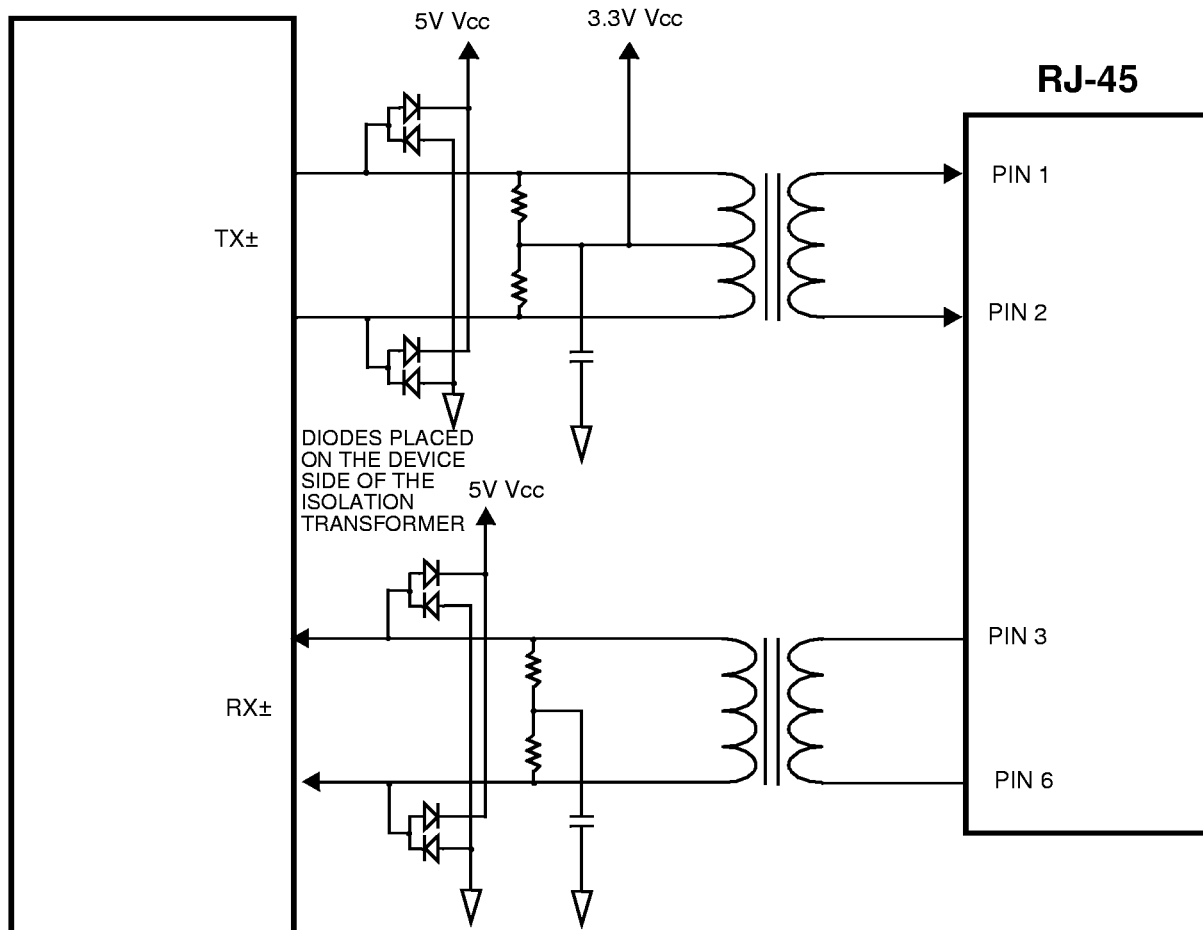 5V Vcc
3.3V Vcc
RJ-45
PIN 1
TX±
PIN 2
DIODES PLACED
ON THE DEVICE
SIDE OF THE
ISOLATION
TRANSFORMER
5V Vcc
PIN 3
RX±
PIN 6